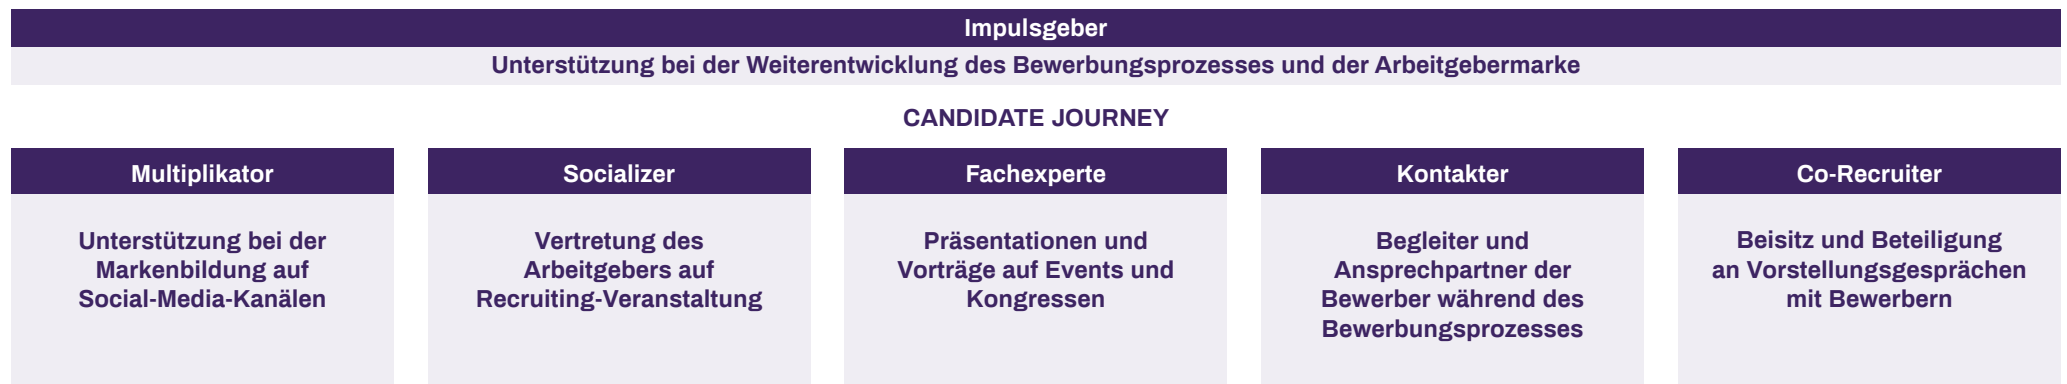 Impulsgeber
Unterstützung bei der Weiterentwicklung des Bewerbungsprozesses und der Arbeitgebermarke
CANDIDATE JOURNEY
Multiplikator
Unterstützung bei der
Markenbildung auf
Social-Media-Kanälen
Socializer
Vertretung des
Arbeitgebers auf
Recruiting-Veranstaltung
Fachexperte
Präsentationen und
Vorträge auf Events und
Kongressen
Kontakter
Begleiter und
Ansprechpartner der
Bewerber während des
Bewerbungsprozesses
Co-Recruiter
Beisitz und Beteiligung
an Vorstellungsgesprächen
mit Bewerbern